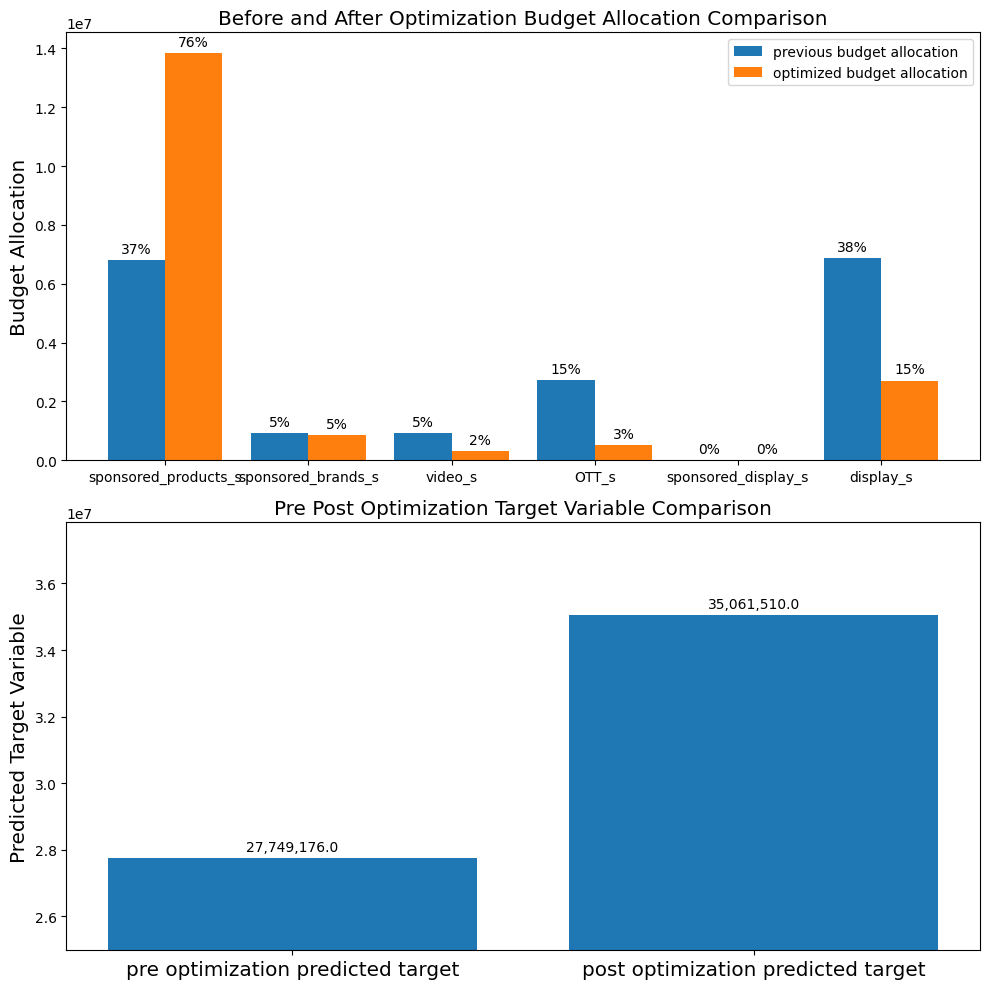 Before and After Optimization Budget Allocation Comparison
1e7
previous budget allocation
optimized budget allocation
Budget Allocation
1.4
1.2
1.0
0.8
0.6
0.4
0.2
0.0
37%
76%
5%
5%
5%
2%
15%
3%
0%
0%
38%
15%
sponsored_products_s
sponsored_brands_s
video_s
OTT_s
sponsored_display_s
display_s
Pre Post Optimization Target Variable Comparison
1e7
Predicted Target Variable
3.6
3.4
3.2
3.0
2.8
2.6
27,749,176.0
35,061,510.0
pre optimization predicted target
post optimization predicted target